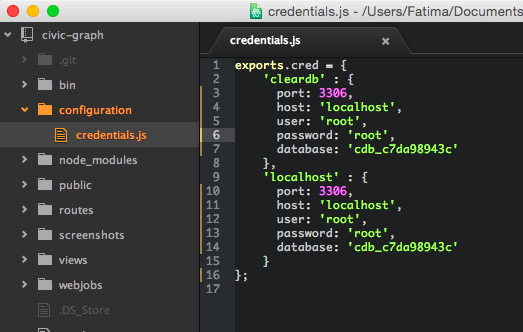 credentials.js - /Users/Fatima/Documents
civic-graph
.git
bin
configuration
credentials.js
node_modules
public
routes
screenshots
views
webjobs
.DS_Store
credentials.js
1 exports.cred = {
2 'cleardb' : {
3 port: 3306,
4 host: 'localhost',
5 user: 'root',
6 password: 'root',
7 database: 'cdb_c7da98943c'
8 },
9 'localhost' : {
10 port: 3306,
11 host: 'localhost',
12 user: 'root',
13 password: 'root',
14 database: 'cdb_c7da98943c'
15 }
16 };
17